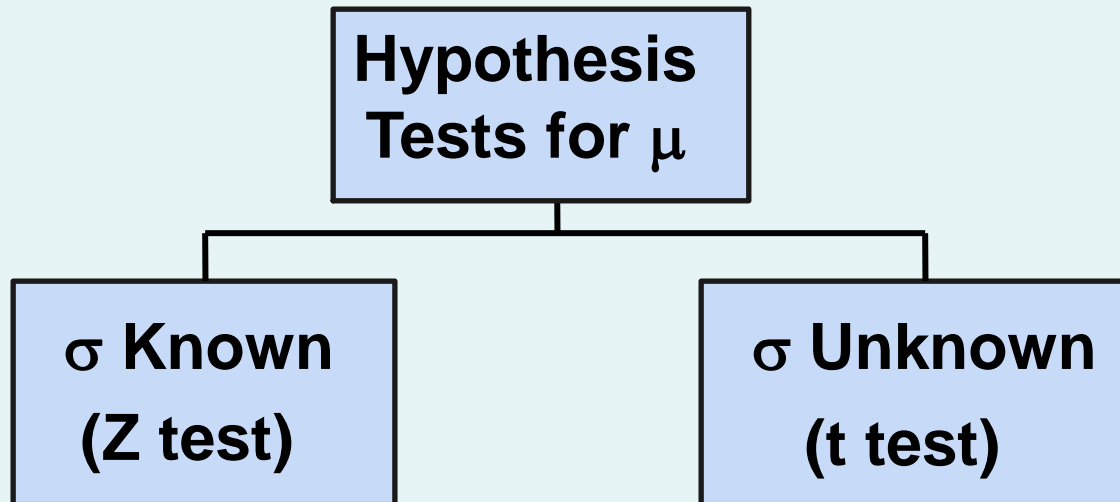 Hypothesis
Tests for μ
σ Known
(Z test)
σ Unknown
(t test)